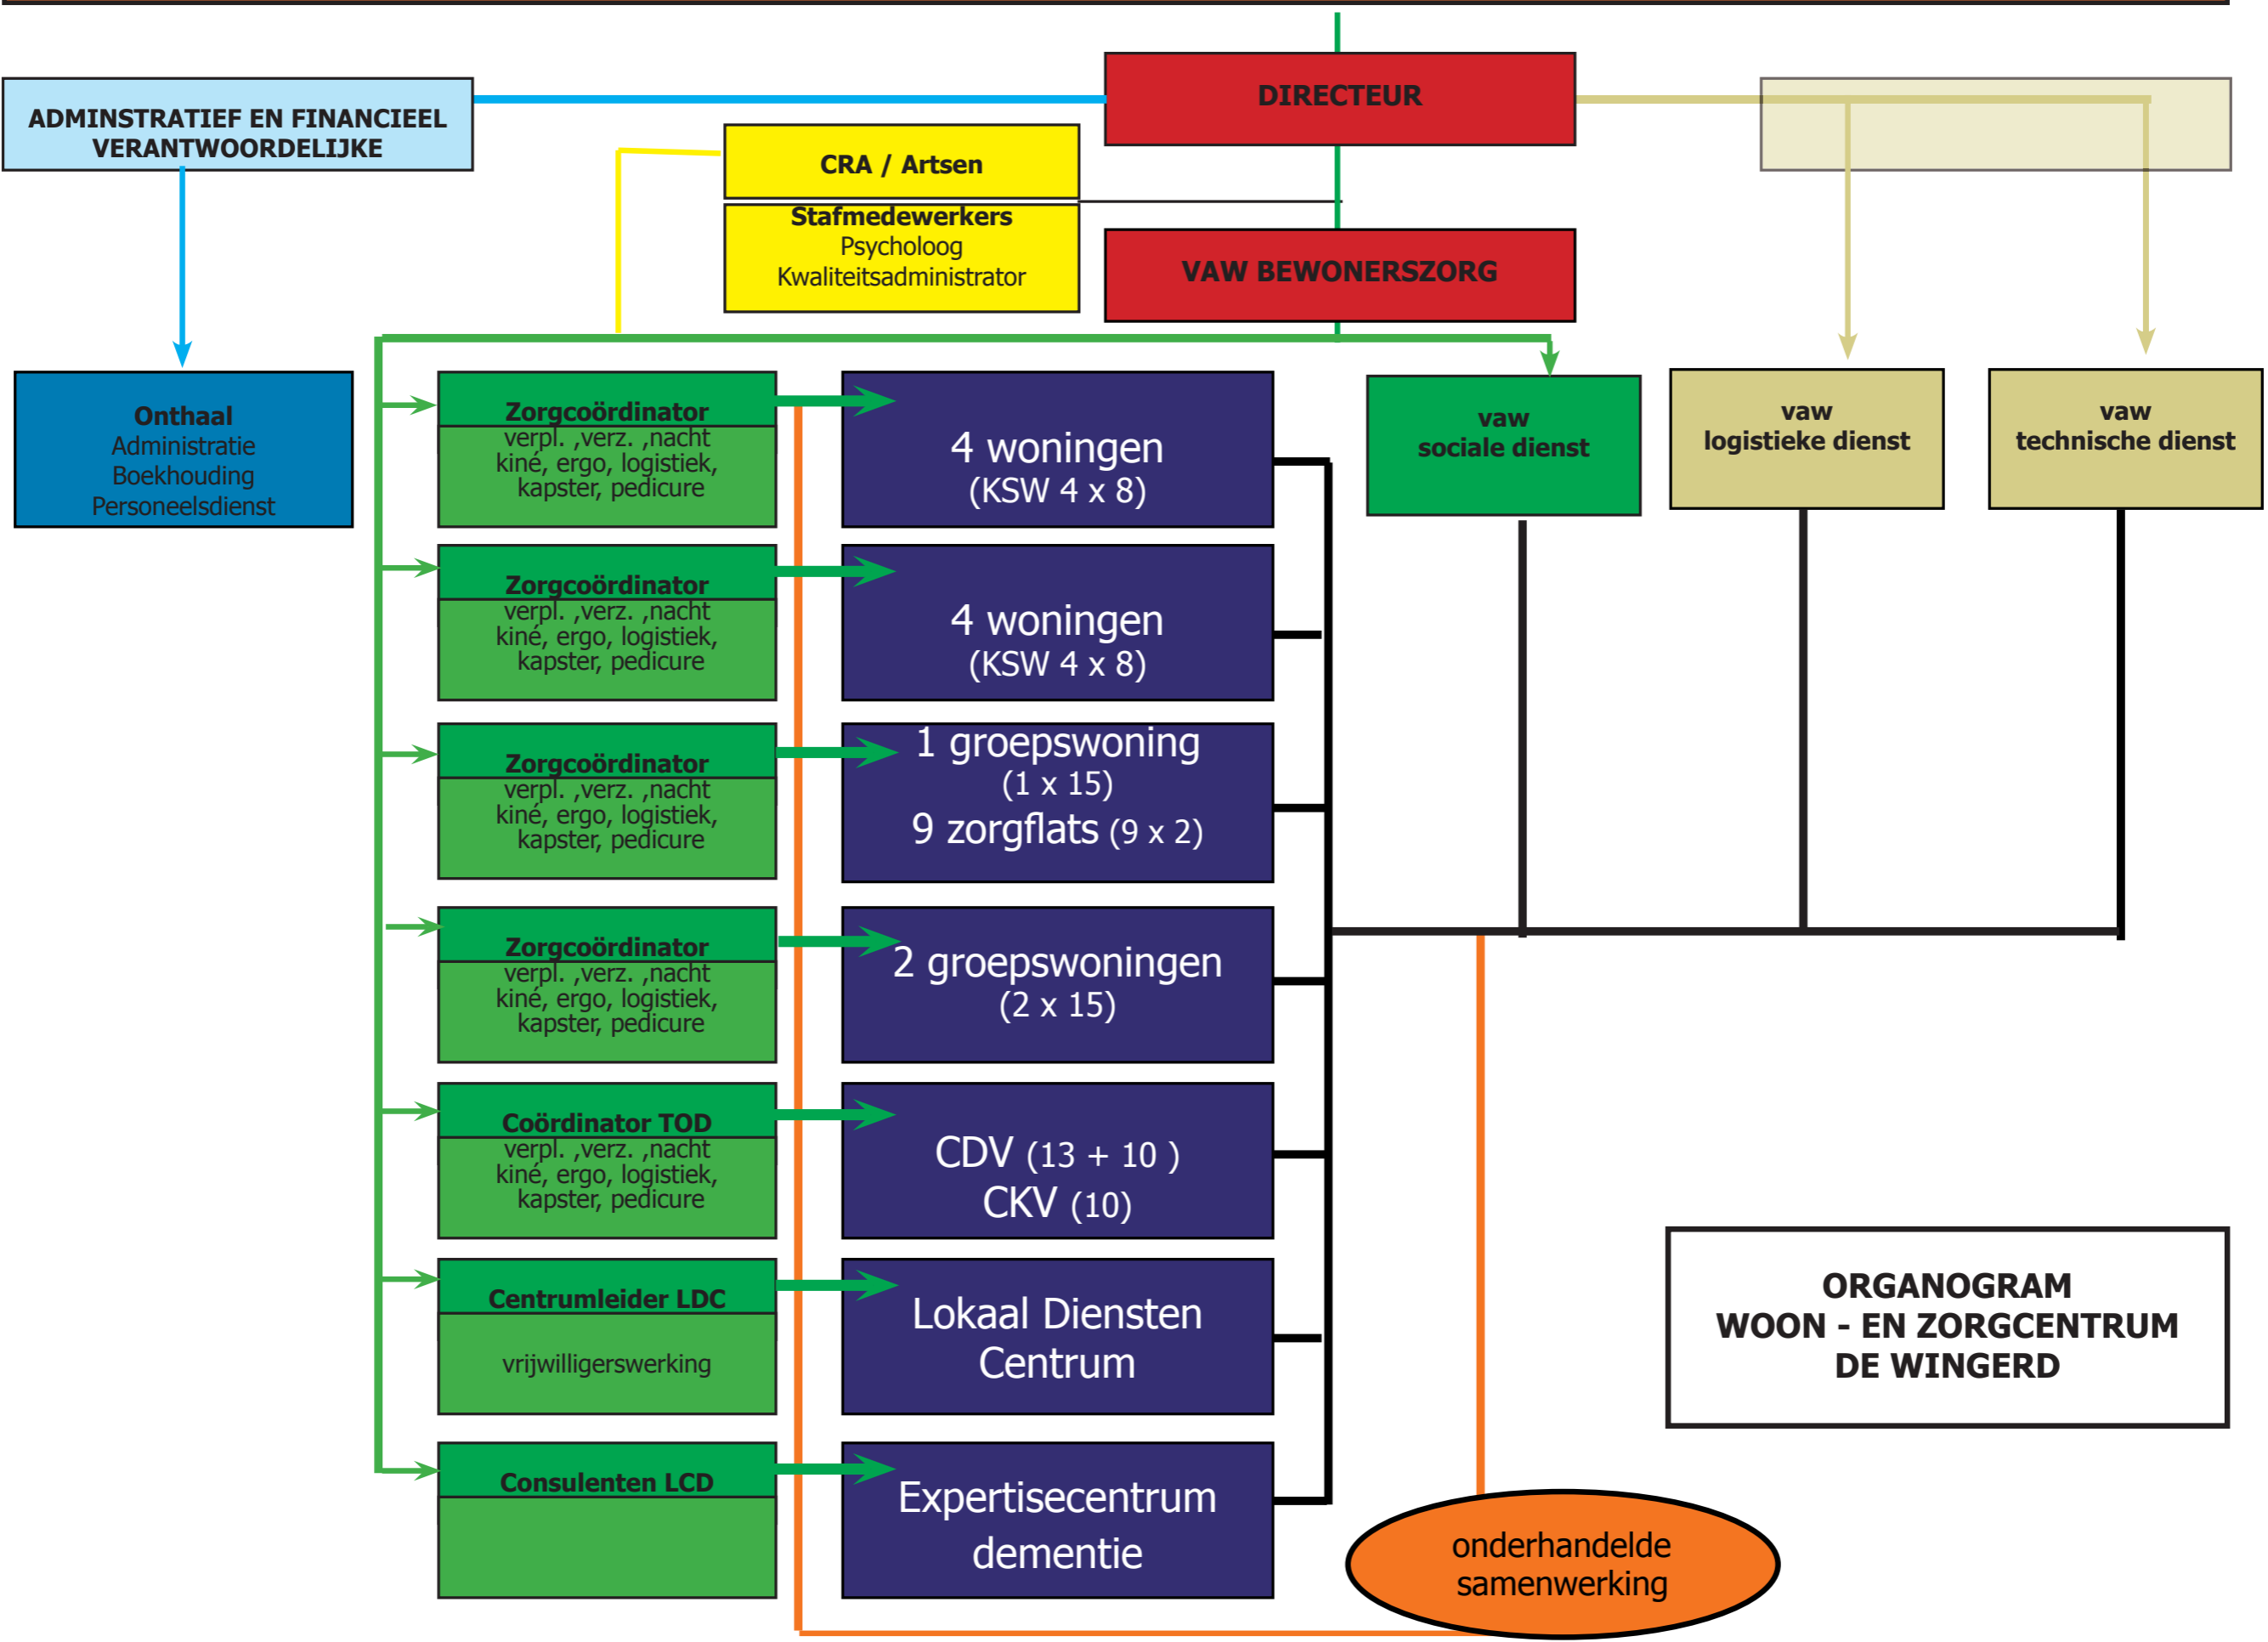 DIRECTEUR
ADMINSTRATIEF EN FINANCIEEL
VERANTWOORDELIJKE
CRA / Artsen
Stafmedewerkers
Psycholoog
Kwaliteitsadministrator
VAW BEWONERSZORG
Onthaal
Administratie
Boekhouding
Personeelsdienst
Zorgcoördinator
verpl. ,verz. ,nacht
kiné, ergo, logistiek,
kapster, pedicure
4 woningen
(KSW 4 x 8)
vaw
sociale dienst
vaw
logistieke dienst
vaw
technische dienst
Zorgcoördinator
verpl. ,verz. ,nacht
kiné, ergo, logistiek,
kapster, pedicure
4 woningen
(KSW 4 x 8)
Zorgcoördinator
verpl. ,verz. ,nacht
kiné, ergo, logistiek,
kapster, pedicure
1 groepswoning
(1 x 15)
9 zorgflats (9 x 2)
Zorgcoördinator
verpl. ,verz. ,nacht
kiné, ergo, logistiek,
kapster, pedicure
2 groepswoningen
(2 x 15)
Coördinator TOD
verpl. ,verz. ,nacht
kiné, ergo, logistiek,
kapster, pedicure
CDV (13 + 10 )
CKV (10)
Centrumleider LDC
vrijwilligerswerking
Lokaal Diensten
Centrum
ORGANOGRAM
WOON - EN ZORGCENTRUM
DE WINGERD
Consulenten LCD
Expertisecentrum
dementie
onderhandelde
samenwerking